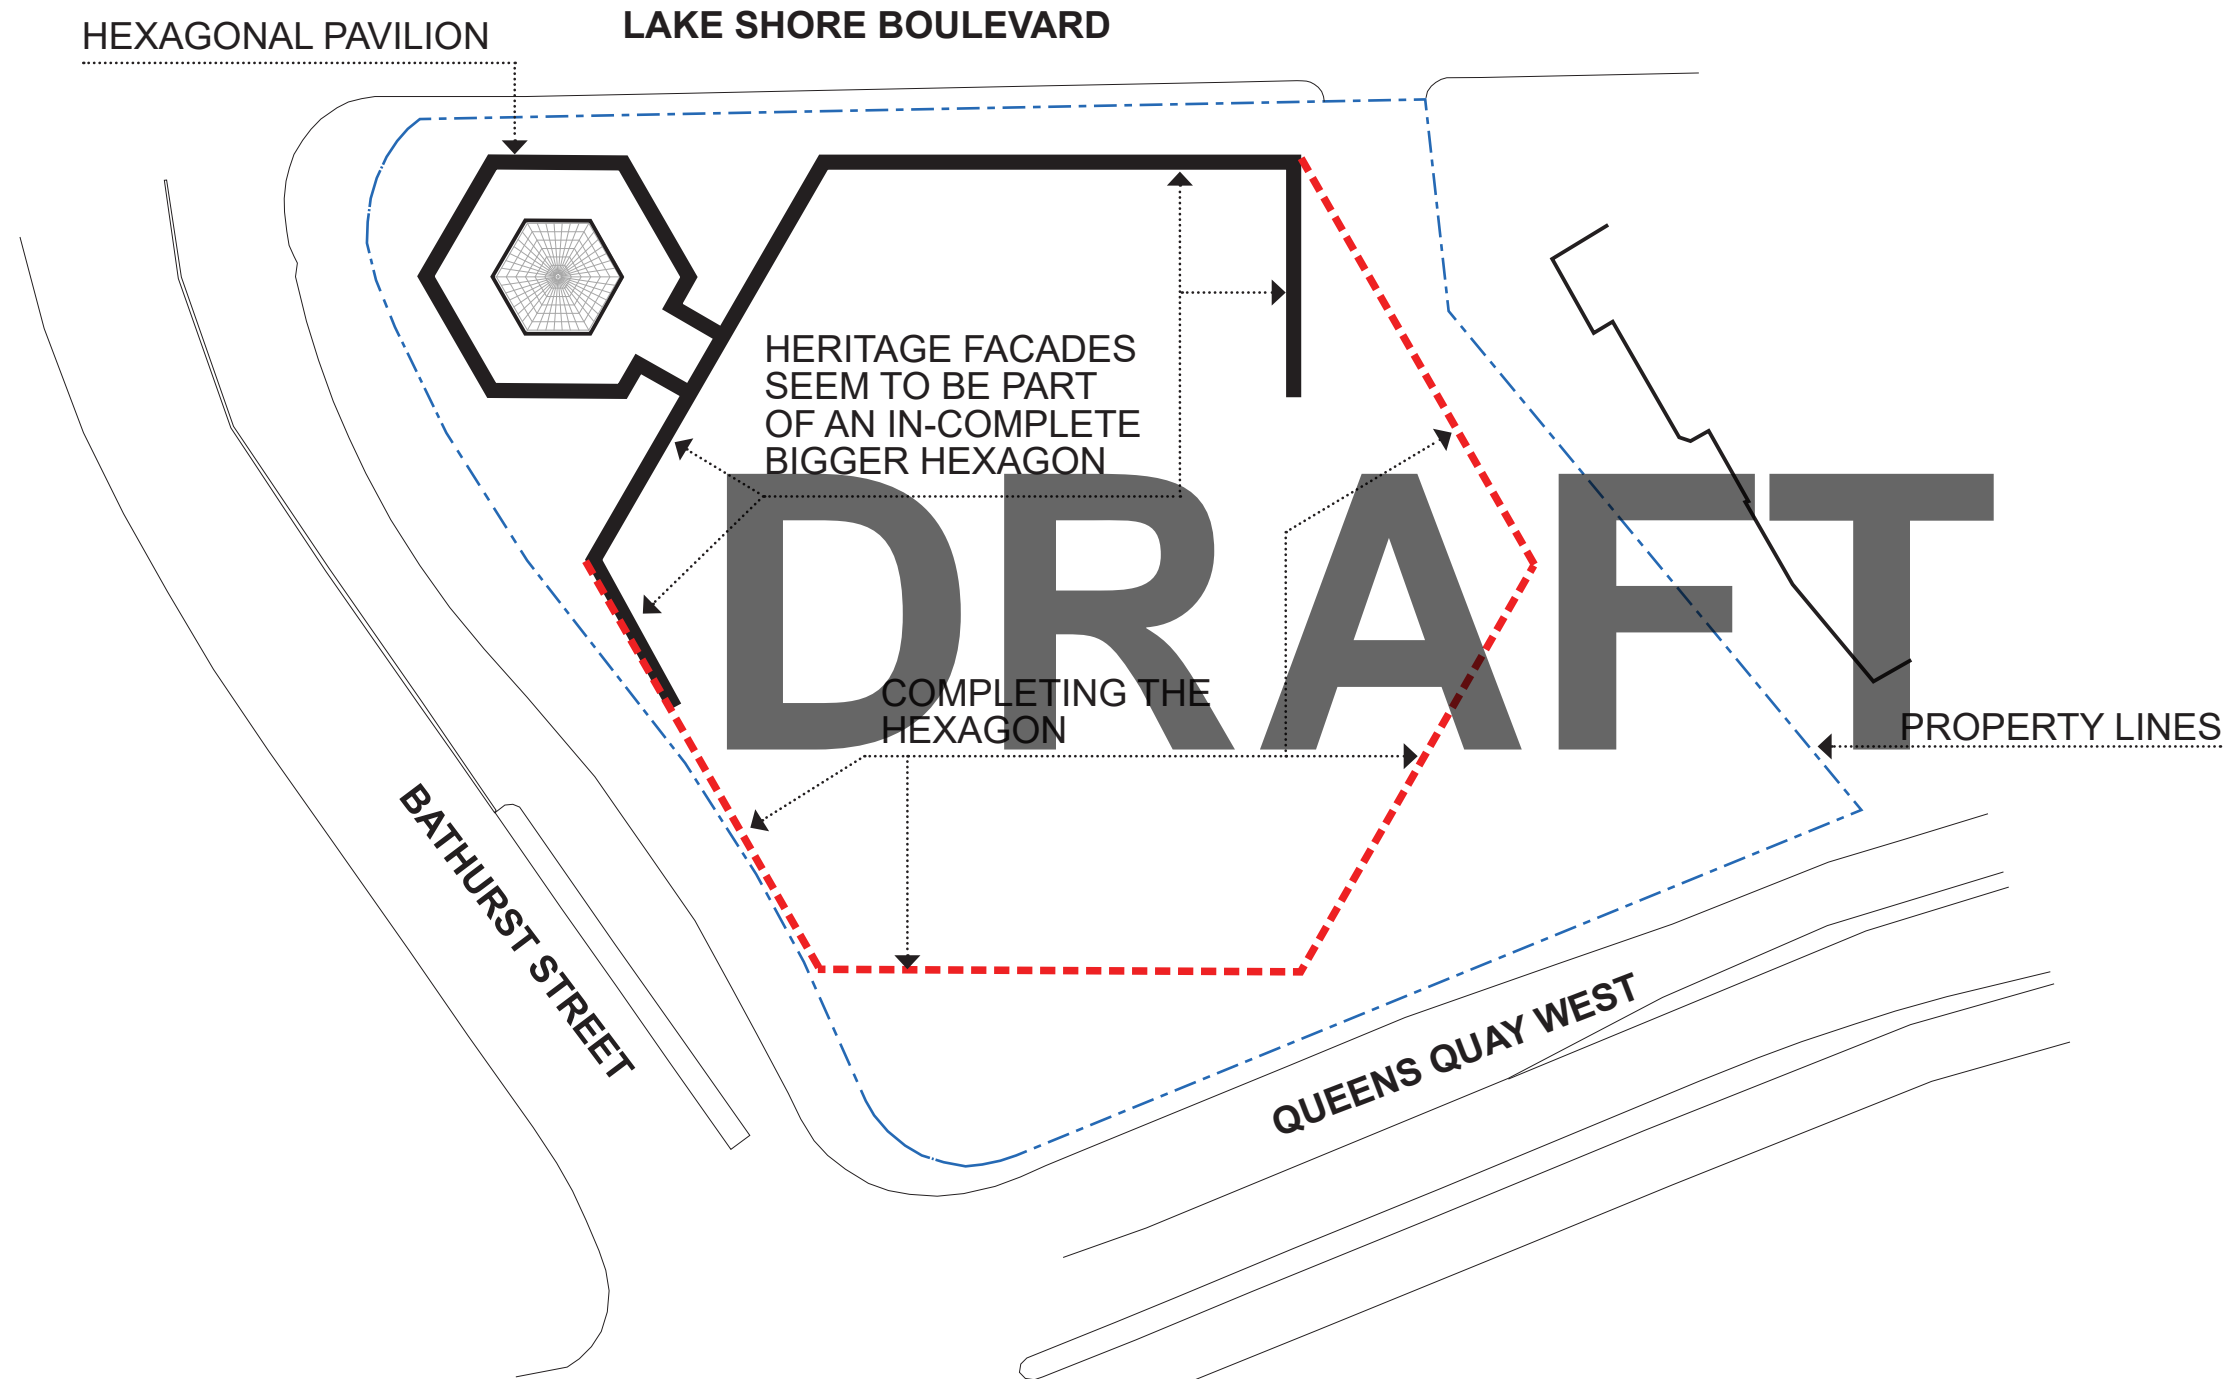 HEXAGONAL PAVILION
LAKE SHORE BOULEVARD
HERITAGE FACADES
SEEM TO BE PART
OF AN IN-COMPLETE
BIGGER HEXAGON
DRAFT
COMPLETING THE
HEXAGON
PROPERTY LINES
BATHURST STREET
QUEENS QUAY WEST